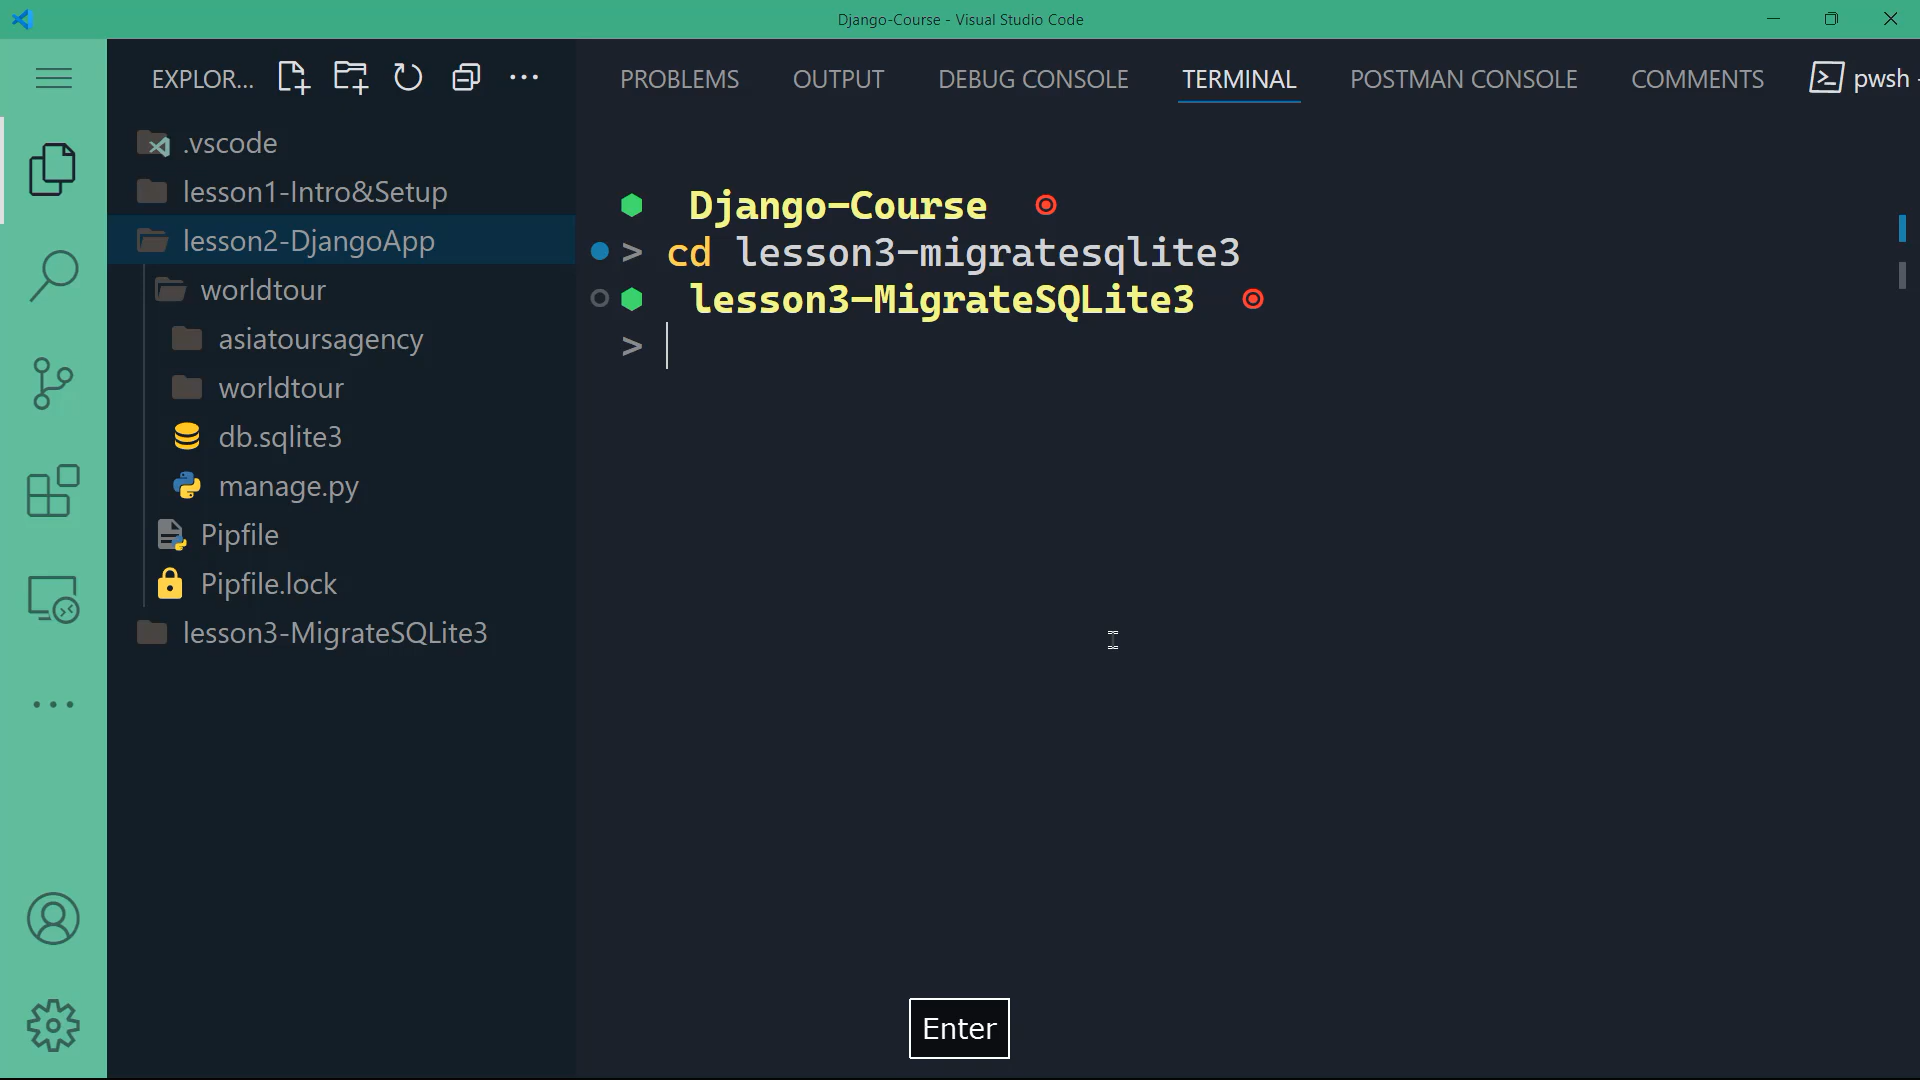 Django-Course - Visual Studio Code
EXPLOR...
PROBLEMS OUTPUT DEBUG CONSOLE TERMINAL POSTMAN CONSOLE COMMENTS pwsh
.vscode
lesson1-Intro&Setup
lesson2-DjangoApp
worldtour
asiatoursagency
worldtour
db.sqlite3
manage.py
Pipfile
Pipfile.lock
lesson3-MigrateSQLite3
Django-Course
> cd lesson3-migratesqlite3
lesson3-MigrateSQLite3
>
Enter